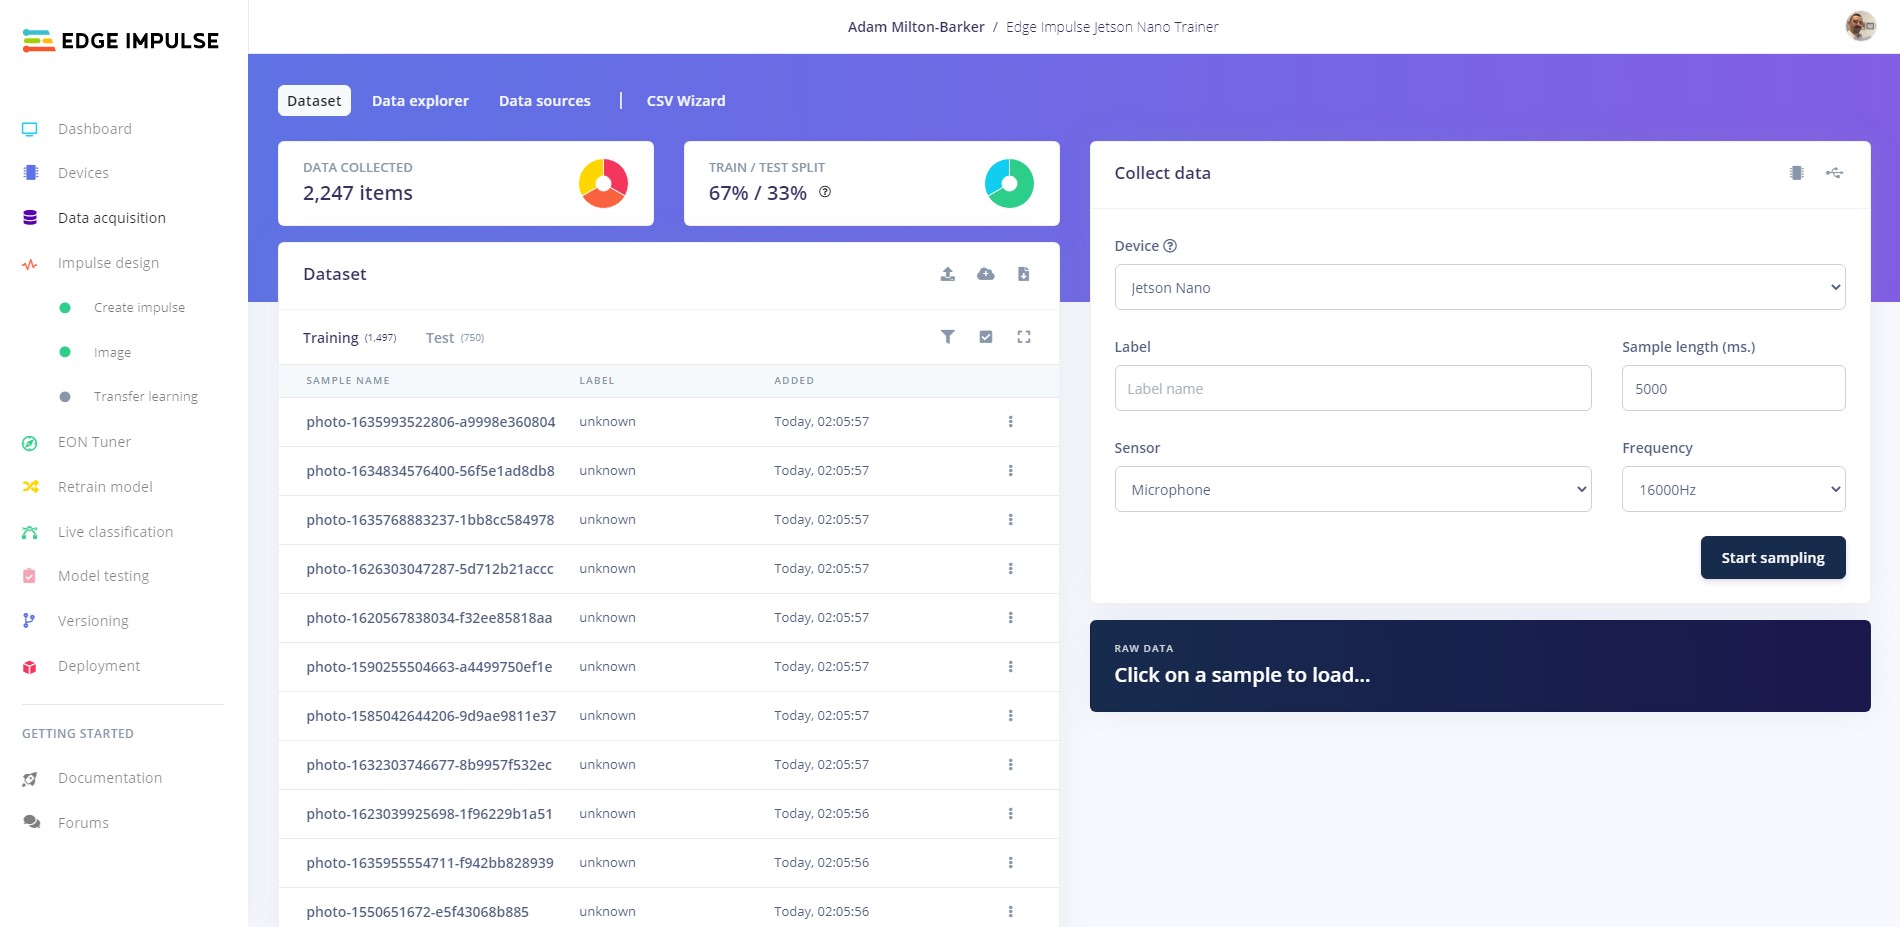 EDGE IMPULSE
Adam Milton-Barker / Edge Impulse Jetson Nano Trainer
Dashboard
Devices
Data acquisition
Impulse design
Create impulse
Image
Transfer learning
EON Tuner
Retrain model
Live classification
Model testing
Versioning
Deployment
GETTING STARTED
Documentation
Forums
Dataset Data explorer Data sources | CSV Wizard
DATA COLLECTED
2,247 items
TRAIN / TEST SPLIT
67% / 33%
Dataset
Training (1,497) Test (750)
SAMPLE NAME LABEL ADDED
photo-1635993522806-a9998e360804 unknown Today, 02:05:57
photo-1634834576400-56f5e1ad8db8 unknown Today, 02:05:57
photo-1635768883237-1bb8cc584978 unknown Today, 02:05:57
photo-1626303047287-5d712b21accc unknown Today, 02:05:57
photo-1620567838034-f32ee85818aa unknown Today, 02:05:57
photo-1590255504663-a4499750ef1e unknown Today, 02:05:57
photo-1585042644206-9d9ae9811e37 unknown Today, 02:05:57
photo-1632303746677-8b9957f532ec unknown Today, 02:05:57
photo-1623039925698-1f96229b1a51 unknown Today, 02:05:56
photo-1635955554711-f942bb828939 unknown Today, 02:05:56
photo-1550651672-e5f43068b885 unknown Today, 02:05:56
Collect data
Device
Jetson Nano
Label Sample length (ms.)
Label name 5000
Sensor Frequency
Microphone 16000Hz
Start sampling
RAW DATA
Click on a sample to load...